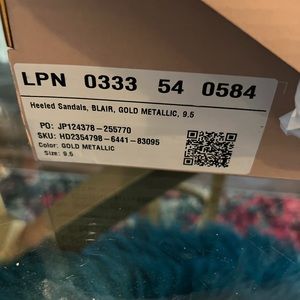 LPN 0333 54 0584
Heeled Sandals, BLAIR, GOLD METALLIC, 9.5
PO: JP124378-255770
SKU: HD2354798-6441-83095
Color: GOLD METALLIC
Size: 9.5